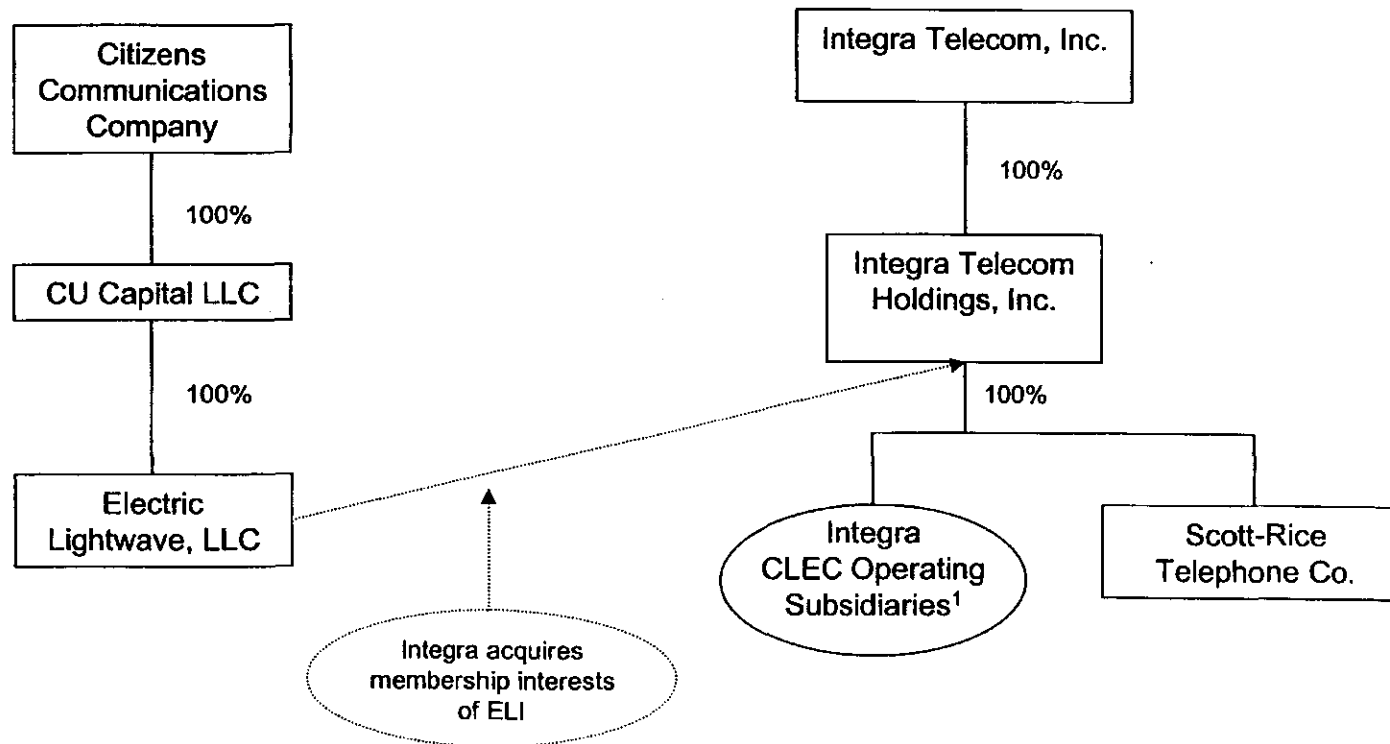 Citizens
Communications
Company
100%
CU Capital LLC
100%
Electric
Lightwave, LLC
Integra acquires
membership interests
of ELI
Integra Telecom, Inc.
100%
Integra Telecom
Holdings, Inc.
100%
Integra
CLEC Operating
Subsidiaries¹
Scott-Rice
Telephone Co.